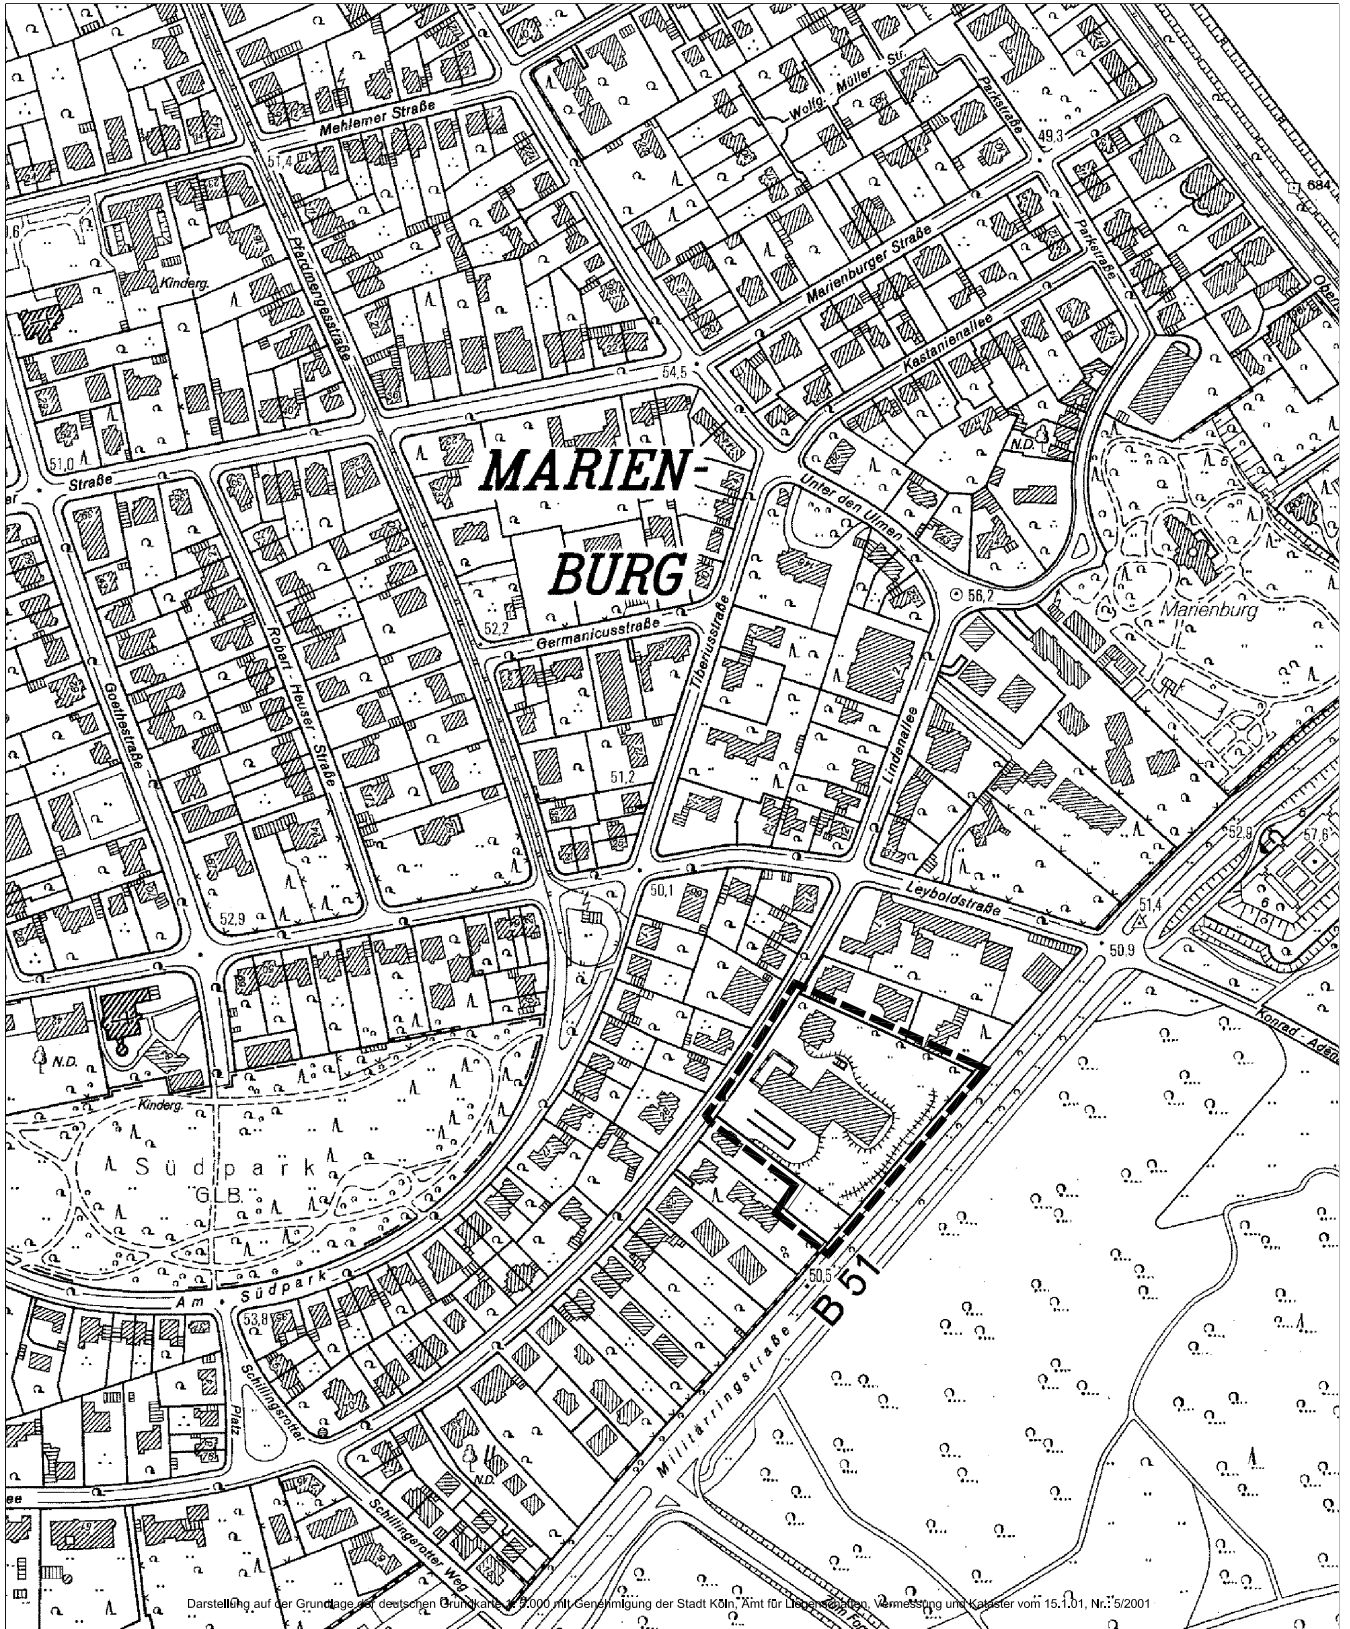 Mehlemer Straße
Wolfg. Müller Str.
Parkstraße
49,3
51,4
684
Kinderg.
Pferdmengesstraße
Marienburger Straße
Parkstraße
Kastanienallee
54,5
N.D.
51,0
Straße
MARIEN-
BURG
Unter den Ulmen
56,2
Marienburg
52,2
Germanicusstraße
Tiberiusstraße
Goethestraße
Robert-Heuser-Straße
Lindenallee
51,2
52,9
57,6
50,1
Leyboldstraße
51,4
50,9
52,9
6
Konrad Aden
N.D.
Kinderg.
Südpark
G.L.B.
Am Südpark
53,8
50,5
B 51
Militärringstraße
Schillingsrotter
Platz
N.D.
Schillingsrotter Weg
ee
Darstellung auf der Grundlage der deutschen Grundkarte 1: 5.000 mit Genehmigung der Stadt Köln, Amt für Liegenschaften, Vermessung und Kataster vom 15.1.01, Nr.: 5/2001